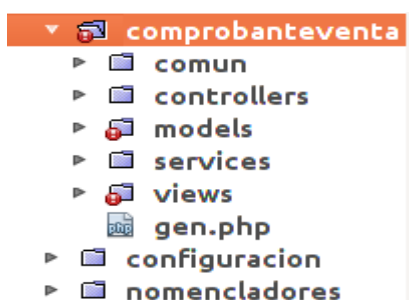 comprobanteventa
comun
controllers
models
services
views
gen.php
configuracion
nomencladores